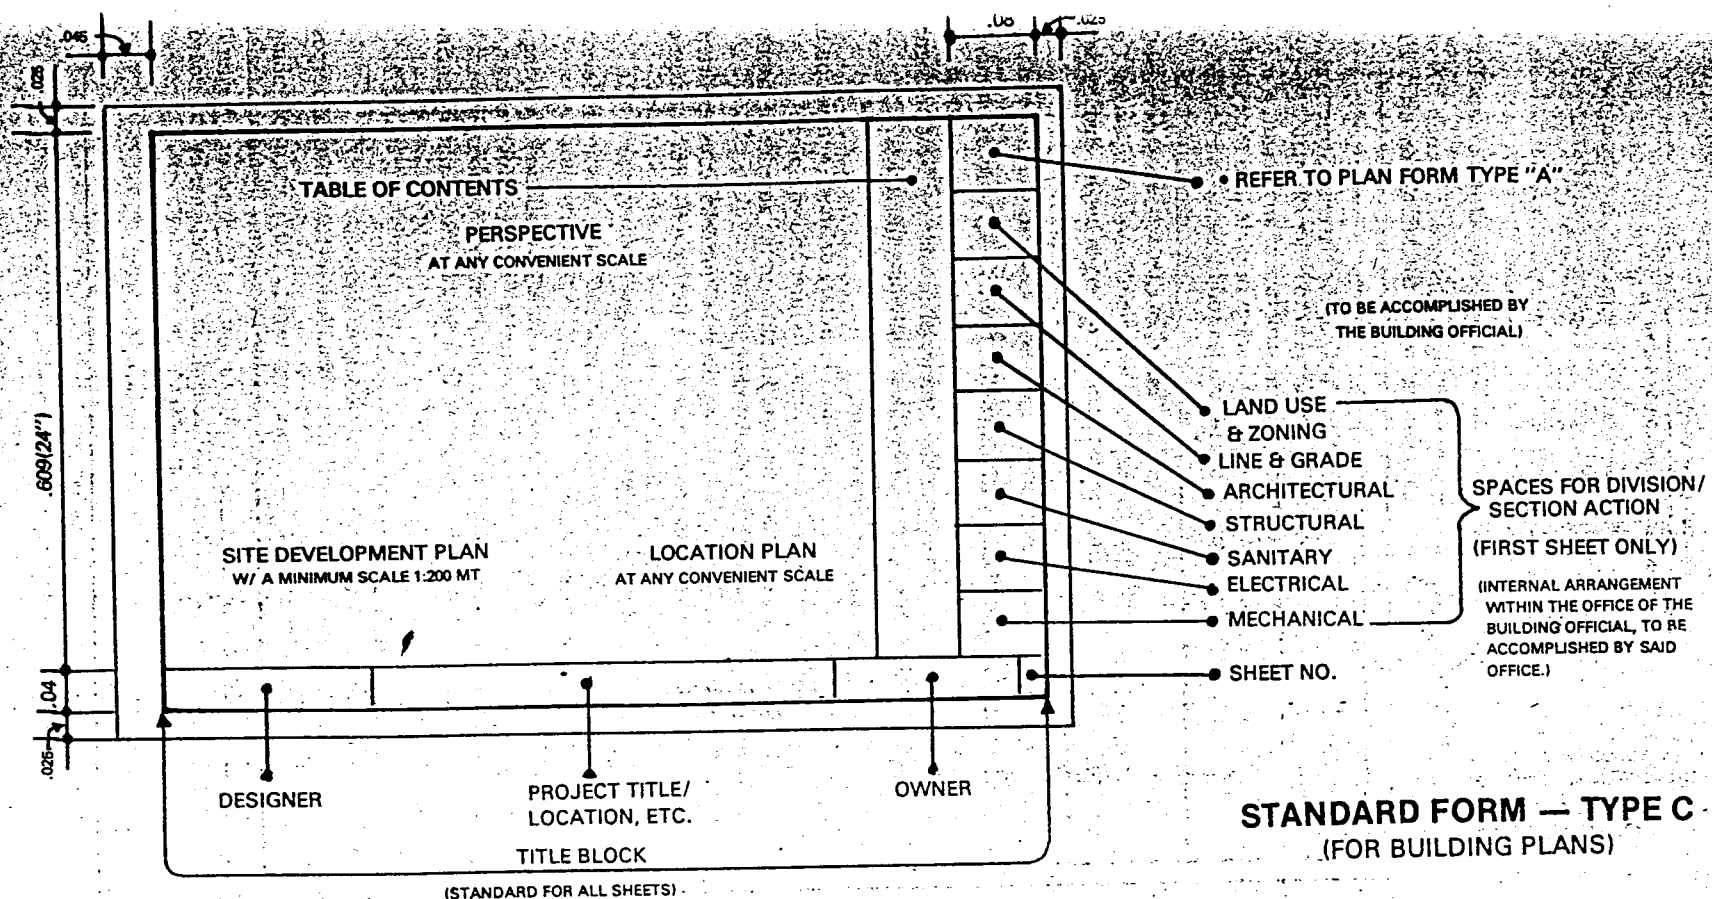 .045
.08
.025
.025
TABLE OF CONTENTS
• REFER TO PLAN FORM TYPE "A"
PERSPECTIVE
AT ANY CONVENIENT SCALE
(TO BE ACCOMPLISHED BY
THE BUILDING OFFICIAL)
.609(24")
LAND USE
& ZONING
LINE & GRADE
ARCHITECTURAL
STRUCTURAL
SANITARY
ELECTRICAL
MECHANICAL
SPACES FOR DIVISION/
SECTION ACTION
(FIRST SHEET ONLY)
(INTERNAL ARRANGEMENT
WITHIN THE OFFICE OF THE
BUILDING OFFICIAL, TO BE
ACCOMPLISHED BY SAID
OFFICE.)
SITE DEVELOPMENT PLAN
W/ A MINIMUM SCALE 1:200 MT
LOCATION PLAN
AT ANY CONVENIENT SCALE
SHEET NO.
.04
.025
DESIGNER
PROJECT TITLE/
LOCATION, ETC.
OWNER
TITLE BLOCK
(STANDARD FOR ALL SHEETS)
STANDARD FORM — TYPE C
(FOR BUILDING PLANS)